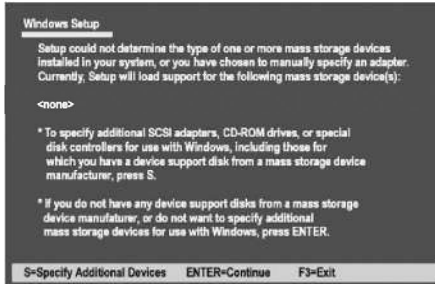 Windows Setup
Setup could not determine the type of one or more mass storage devices
installed in your system, or you have chosen to manually specify an adapter.
Currently, Setup will load support for the following mass storage device(s):
<none>
* To specify additional SCSI adapters, CD-ROM drives, or special
disk controllers for use with Windows, including those for
which you have a device support disk from a mass storage device
manufacturer, press S.
* If you do not have any device support disks from a mass storage
device manufaturer, or do not want to specify additional
mass storage devices for use with Windows, press ENTER.
S=Specify Additional Devices ENTER=Continue F3=Exit